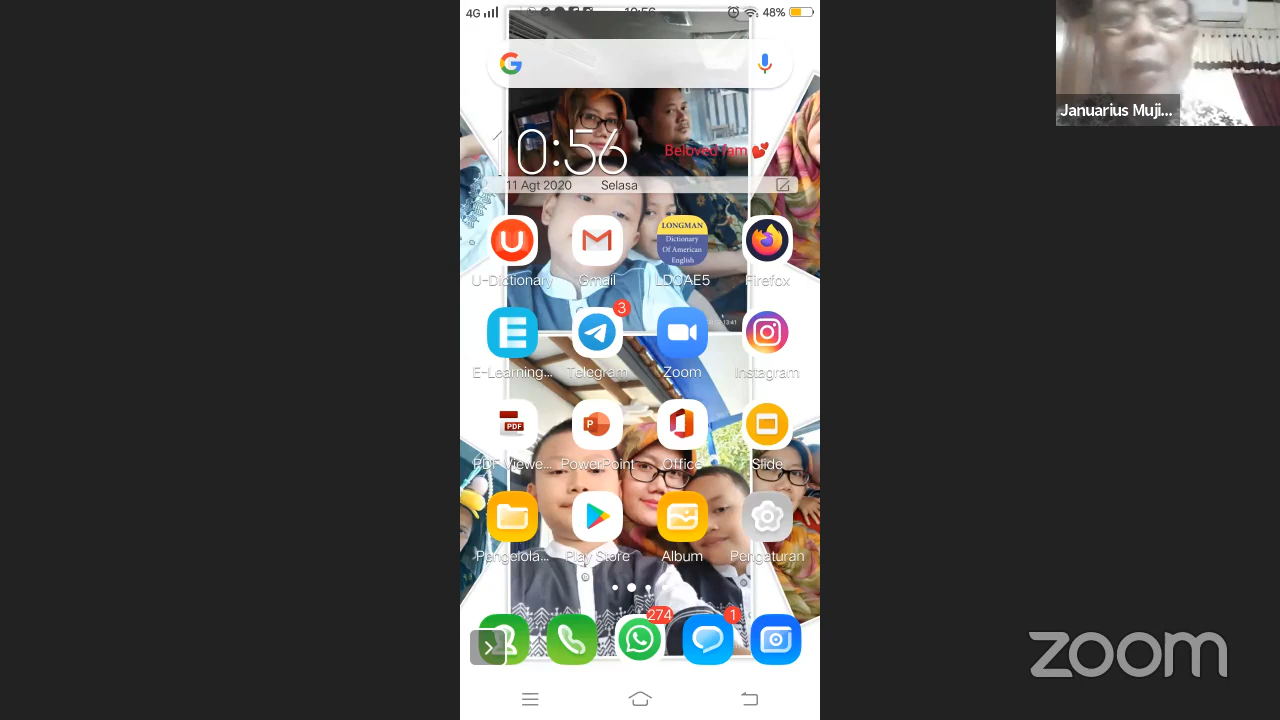 4G 10:56 48%
Januarius Muji...
0:56 Beloved fam 💕
11 Agt 2020 Selasa
LONGMAN
Dictionary
Of American
English
U-Dictionary Gmail LDOAE5 Firefox
3
E-Learning... Telegram Zoom Instagram
PDF P
PDF Viewe... PowerPoint Office Slide
Pengelola... Play Store Album Pengaturan
274 1
zoom